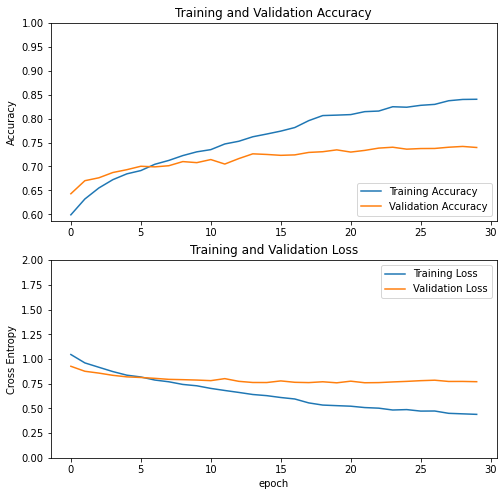 Training and Validation Accuracy
Accuracy
1.00
0.95
0.90
0.85
0.80
0.75
0.70
0.65
0.60
Training Accuracy
Validation Accuracy
0 5 10 15 20 25 30
Training and Validation Loss
Cross Entropy
2.00
1.75
1.50
1.25
1.00
0.75
0.50
0.25
0.00
Training Loss
Validation Loss
0 5 10 15 20 25 30
epoch